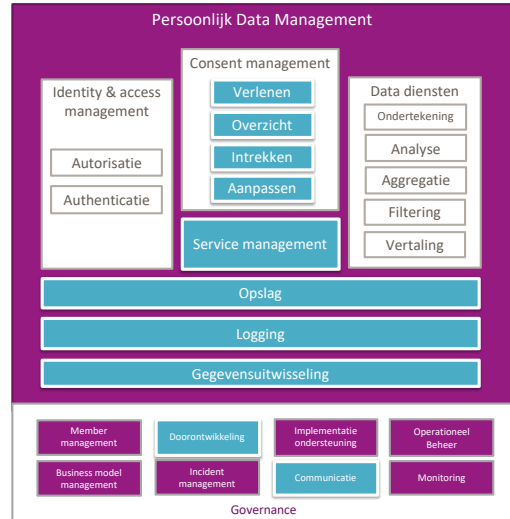 Persoonlijk Data Management
Identity & access
management
Autorisatie
Authenticatie
Consent management
Verlenen
Overzicht
Intrekken
Aanpassen
Service management
Data diensten
Ondertekening
Analyse
Aggregatie
Filtering
Vertaling
Opslag
Logging
Gegevensuitwisseling
Member
management
Doorontwikkeling
Implementatie
ondersteuning
Operationeel
Beheer
Business model
management
Incident
management
Communicatie
Monitoring
Governance